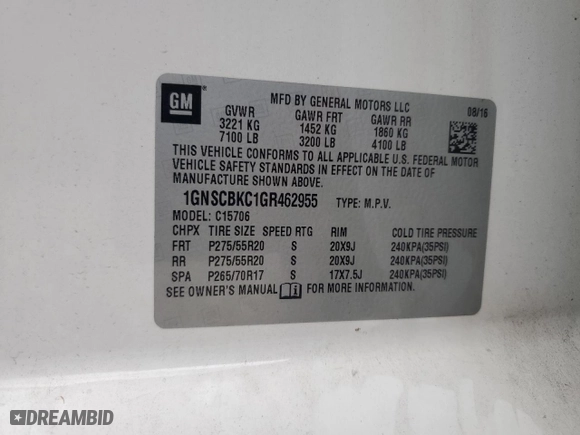 GM
MFD BY GENERAL MOTORS LLC
08/16
GVWR GAWR FRT GAWR RR
3221 KG 1452 KG 1860 KG
7100 LB 3200 LB 4100 LB
THIS VEHICLE CONFORMS TO ALL APPLICABLE U.S. FEDERAL MOTOR
VEHICLE SAFETY STANDARDS IN EFFECT ON THE DATE OF
MANUFACTURE SHOWN ABOVE.
1GNSCBKC1GR462955 TYPE: M.P.V.
MODEL: C15706
CHPX TIRE SIZE SPEED RTG RIM COLD TIRE PRESSURE
FRT P275/55R20 S 20X9J 240KPA(35PSI)
RR P275/55R20 S 20X9J 240KPA(35PSI)
SPA P265/70R17 S 17X7.5J 240KPA(35PSI)
SEE OWNER'S MANUAL FOR MORE INFORMATION.
DREAMBID